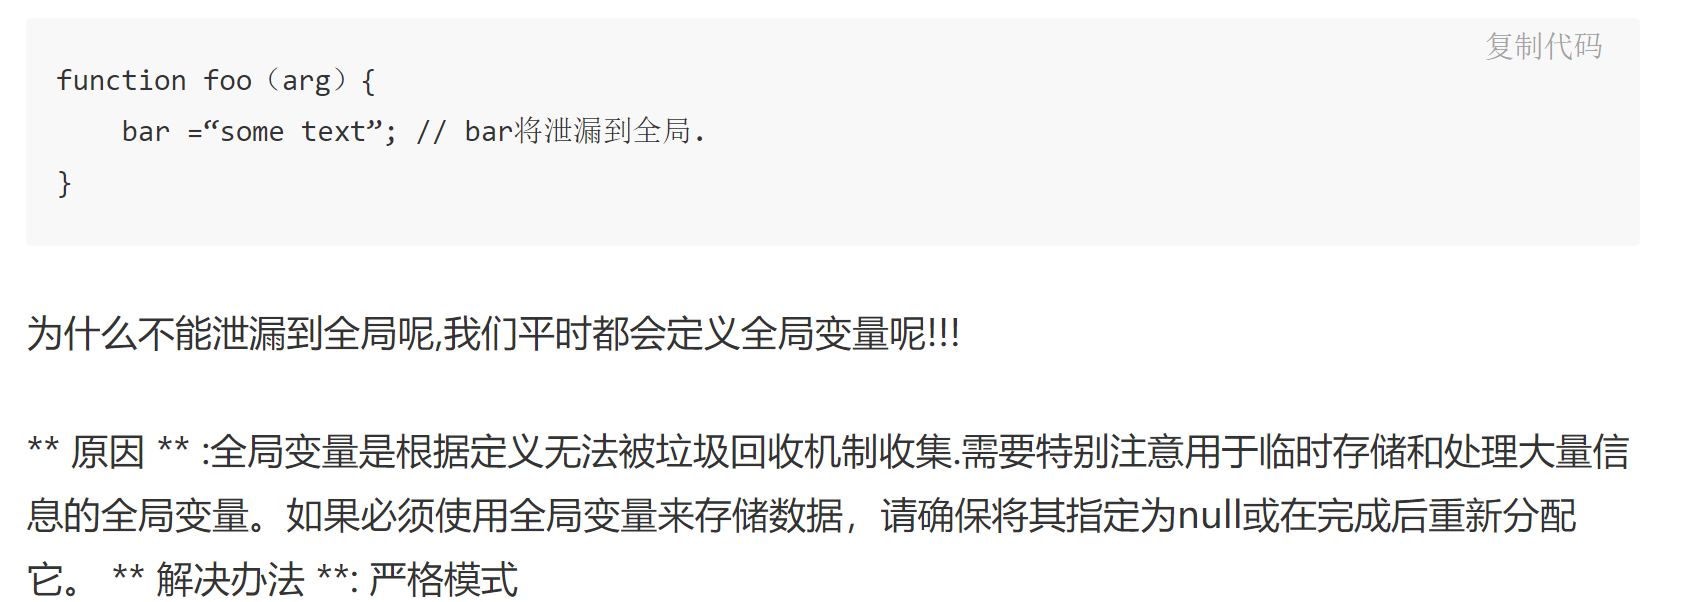 复制代码
function foo（arg）{
    bar =“some text”; // bar将泄漏到全局.
}
为什么不能泄漏到全局呢,我们平时都会定义全局变量呢!!!
** 原因 ** :全局变量是根据定义无法被垃圾回收机制收集.需要特别注意用于临时存储和处理大量信
息的全局变量。如果必须使用全局变量来存储数据，请确保将其指定为null或在完成后重新分配
它。 ** 解决办法 **: 严格模式